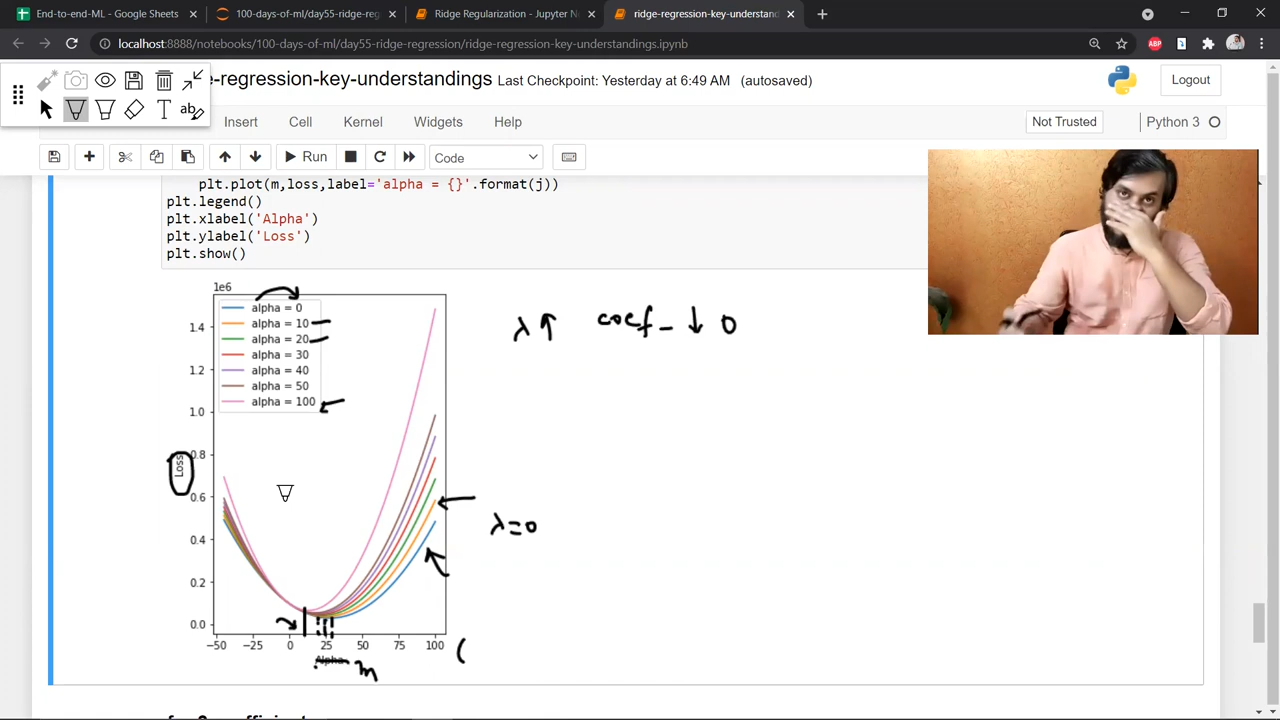 End-to-end-ML - Google Sheets
100-days-of-ml/day55-ridge-regre
Ridge Regularization - Jupyter N
ridge-regression-key-understand
localhost:8888/notebooks/100-days-of-ml/day55-ridge-regression/ridge-regression-key-understandings.ipynb
ABP
e-regression-key-understandings Last Checkpoint: Yesterday at 6:49 AM (autosaved)
Logout
T ab
Insert Cell Kernel Widgets Help
Not Trusted
Python 3
Run
Code
plt.plot(m,loss,label='alpha = {}'.format(j))
plt.legend()
plt.xlabel('Alpha')
plt.ylabel('Loss')
plt.show()
1e6
alpha = 0
alpha = 10
alpha = 20
alpha = 30
alpha = 40
alpha = 50
alpha = 100
1.4
1.2
1.0
0.8
0.6
0.4
0.2
0.0
Loss
−50 −25 0 25 50 75 100
Alpha
m
(
λ↑ coef_ ↓ 0
λ=0